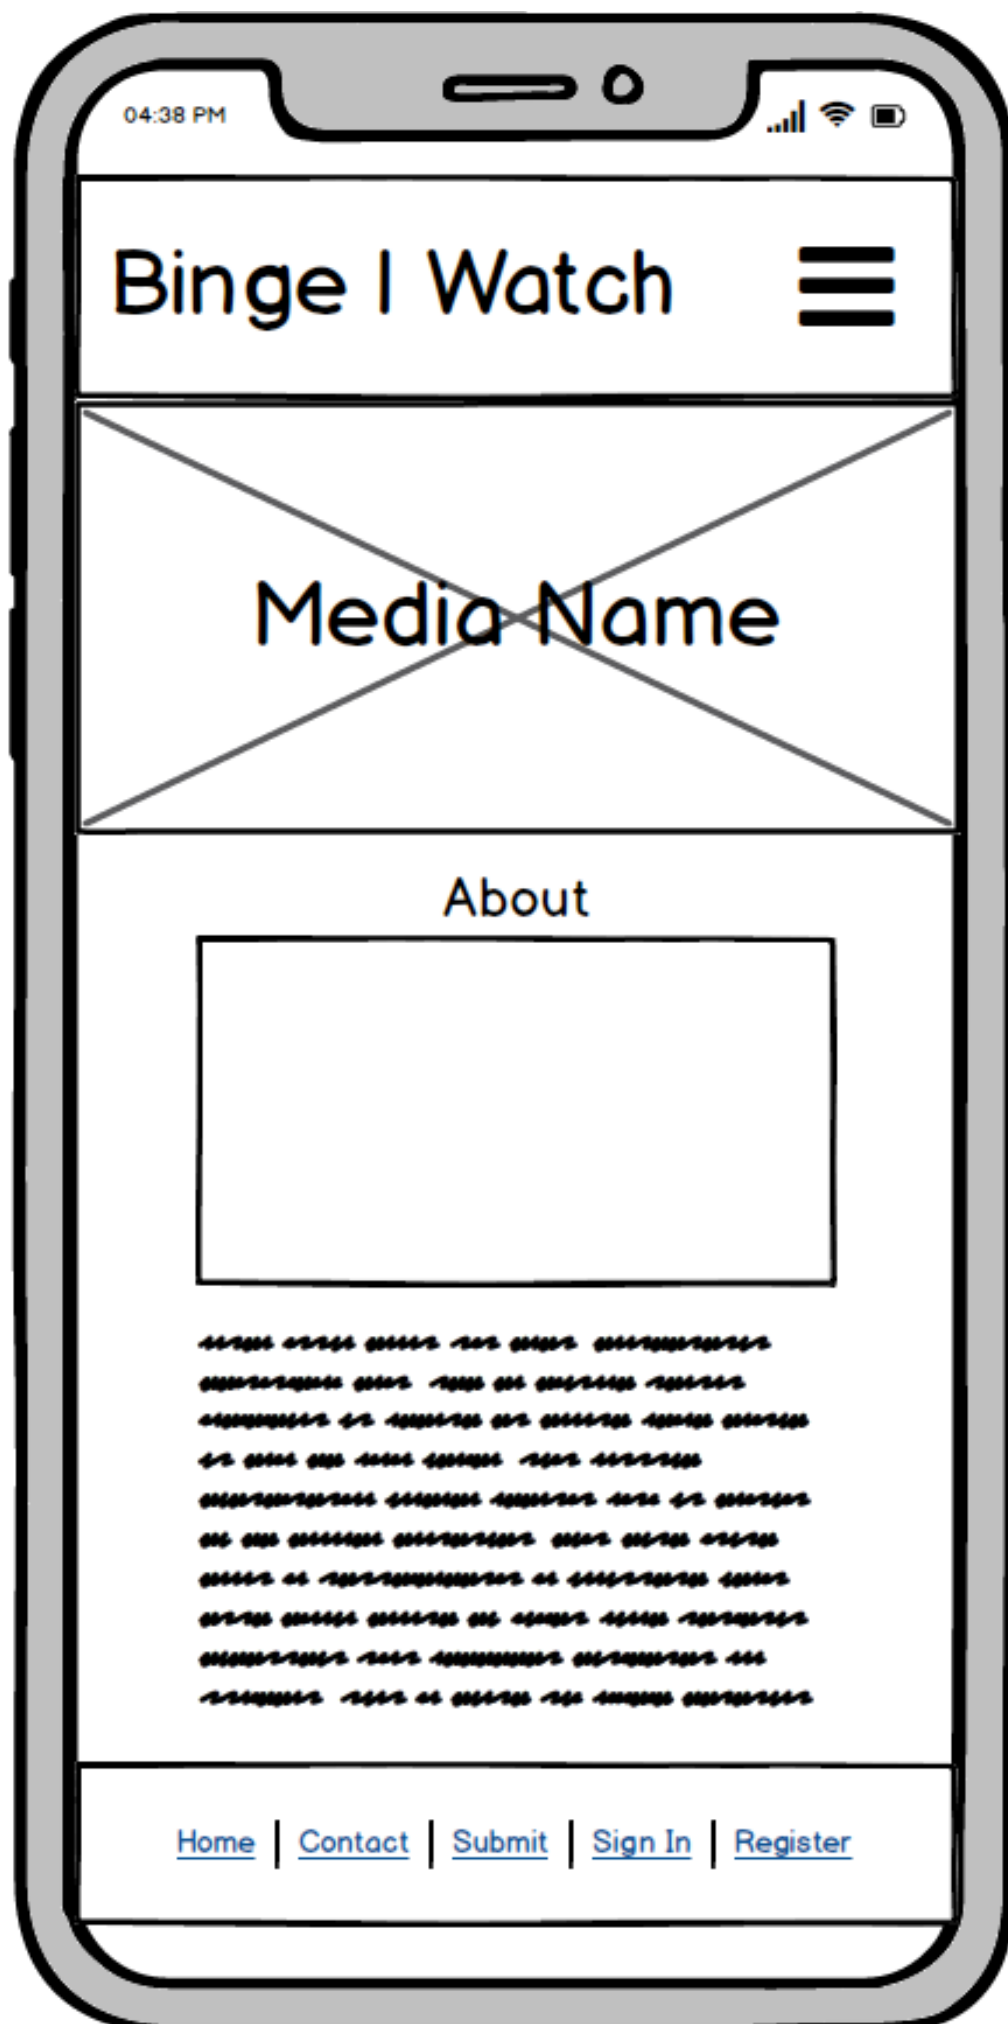 04:38 PM
Binge | Watch
Media Name
About
Home | Contact | Submit | Sign In | Register